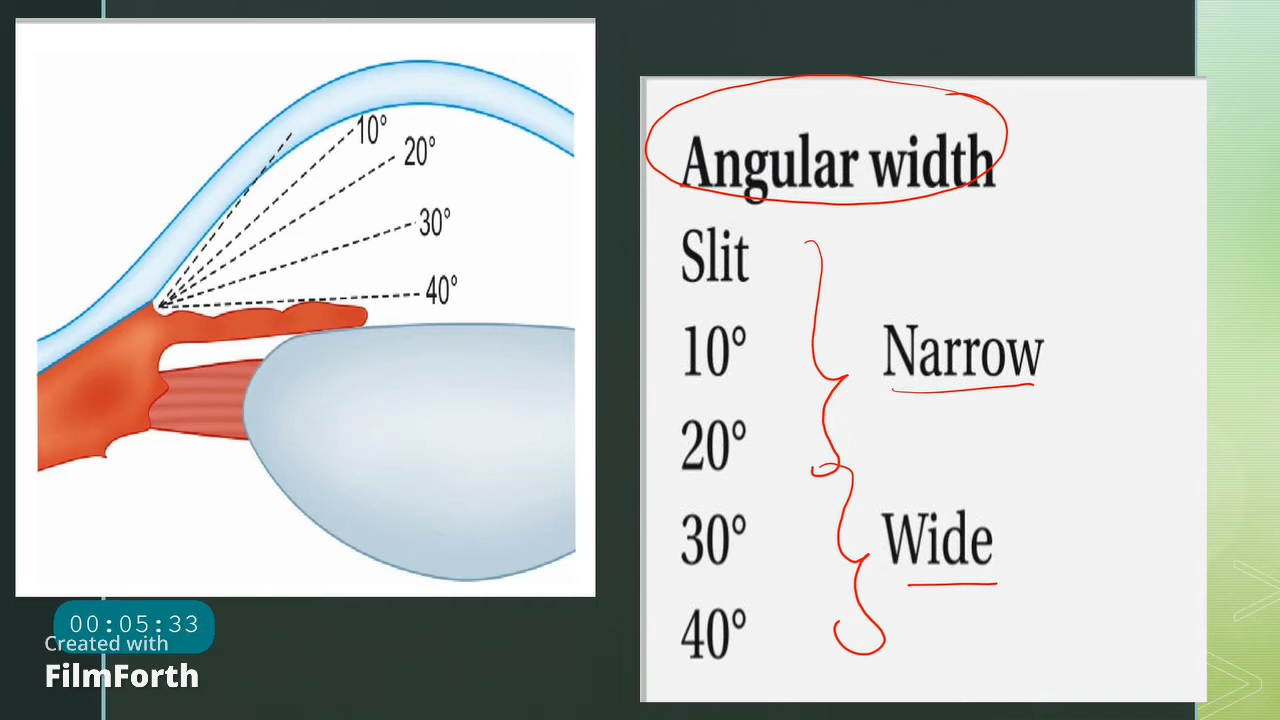 10°
20°
30°
40°
Angular width
Slit
10°
Narrow
20°
30°
Wide
40°
00:05:33
Created with
FilmForth